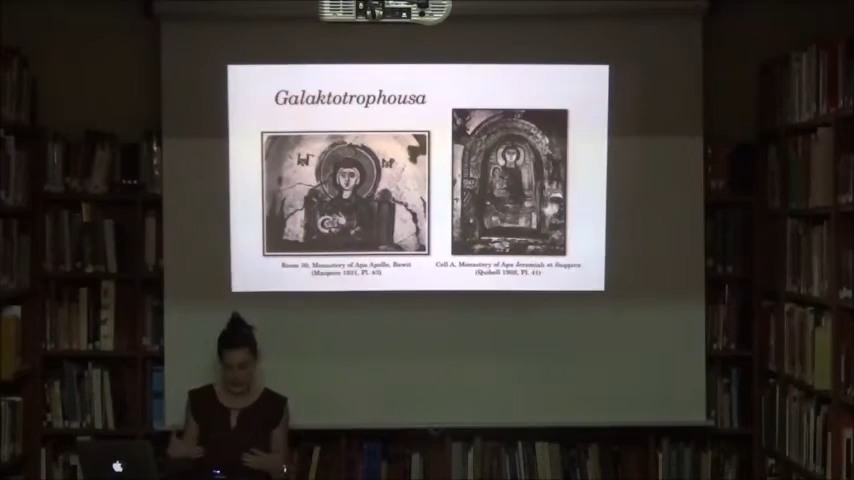 Galaktotrophousa
Room 30, Monastery of Apa Apollo, Bawit
(Maspero 1931, Pl. 43)
Cell A, Monastery of Apa Jeremiah at Saqqara
(Quibell 1908, Pl. 41)